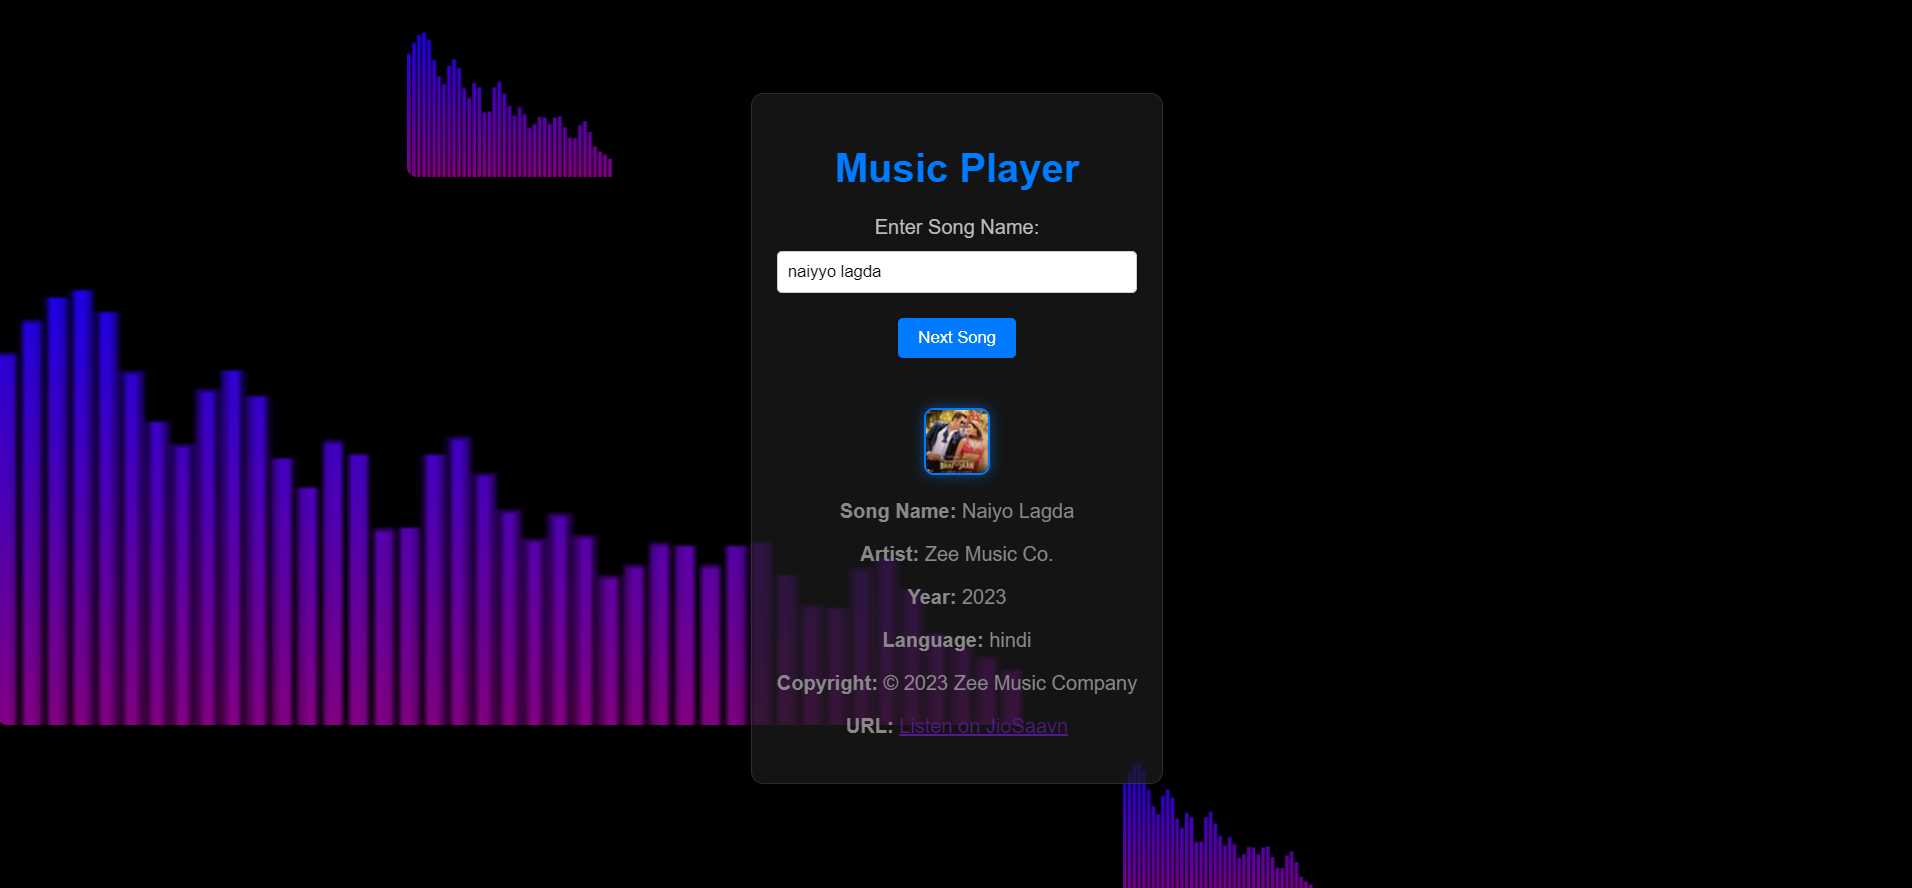 Music Player
Enter Song Name:
naiyyo lagda
Next Song
Song Name: Naiyo Lagda
Artist: Zee Music Co.
Year: 2023
Language: hindi
Copyright: © 2023 Zee Music Company
URL: Listen on JioSaavn